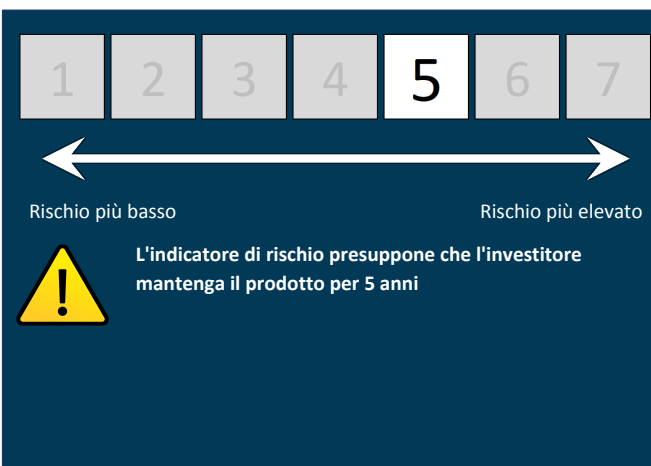 1 2 3 4 5 6 7
Rischio più basso Rischio più elevato
L'indicatore di rischio presuppone che l'investitore
mantenga il prodotto per 5 anni